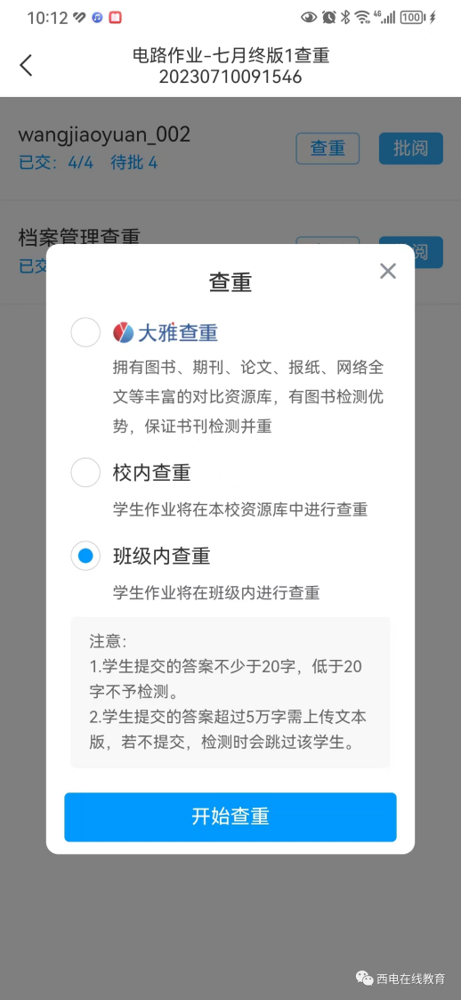 10:12
4G
100
电路作业-七月终版1查重
20230710091546
wangjiaoyuan_002
已交：4/4 待批 4
查重
批阅
档案管理查重
已交
阅
查重
大雅查重
拥有图书、期刊、论文、报纸、网络全
文等丰富的对比资源库，有图书检测优
势，保证书刊检测并重
校内查重
学生作业将在本校资源库中进行查重
班级内查重
学生作业将在班级内进行查重
注意：
1.学生提交的答案不少于20字，低于20
字不予检测。
2.学生提交的答案超过5万字需上传文本
版，若不提交，检测时会跳过该学生。
开始查重
西电在线教育